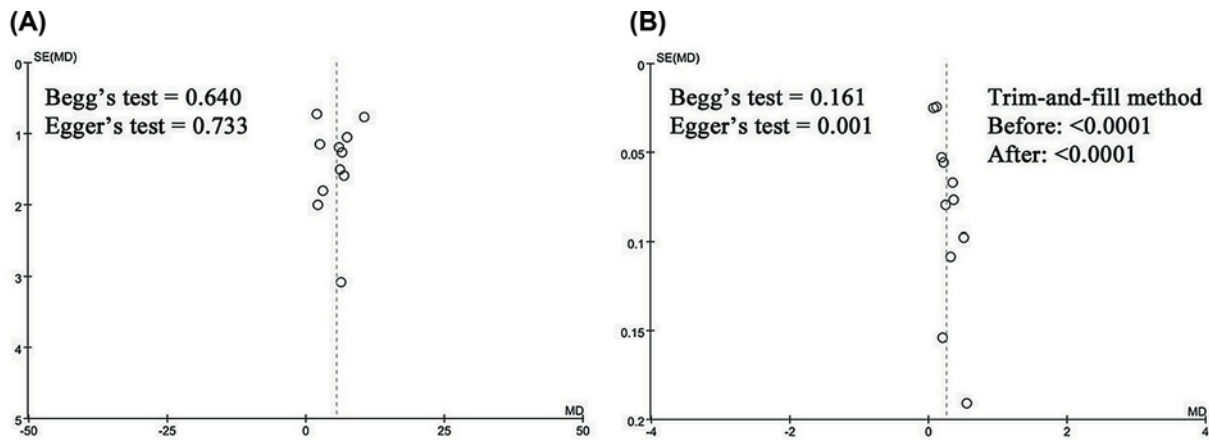 (A)
SE(MD)
0
1
2
3
4
5
-50
-25
0
25
50
MD
Begg's test = 0.640
Egger's test = 0.733
(B)
SE(MD)
0
0.05
0.1
0.15
0.2
-4
-2
0
2
4
MD
Begg's test = 0.161
Egger's test = 0.001
Trim-and-fill method
Before: <0.0001
After: <0.0001